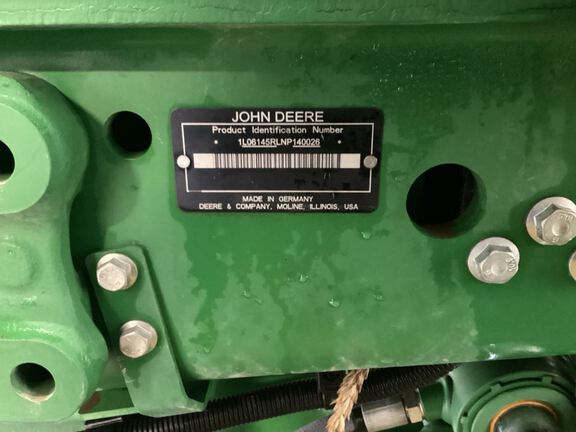 JOHN DEERE
Product Identification Number
* 1L06145RLNP140026 *
MADE IN GERMANY
DEERE & COMPANY, MOLINE, ILLINOIS, USA